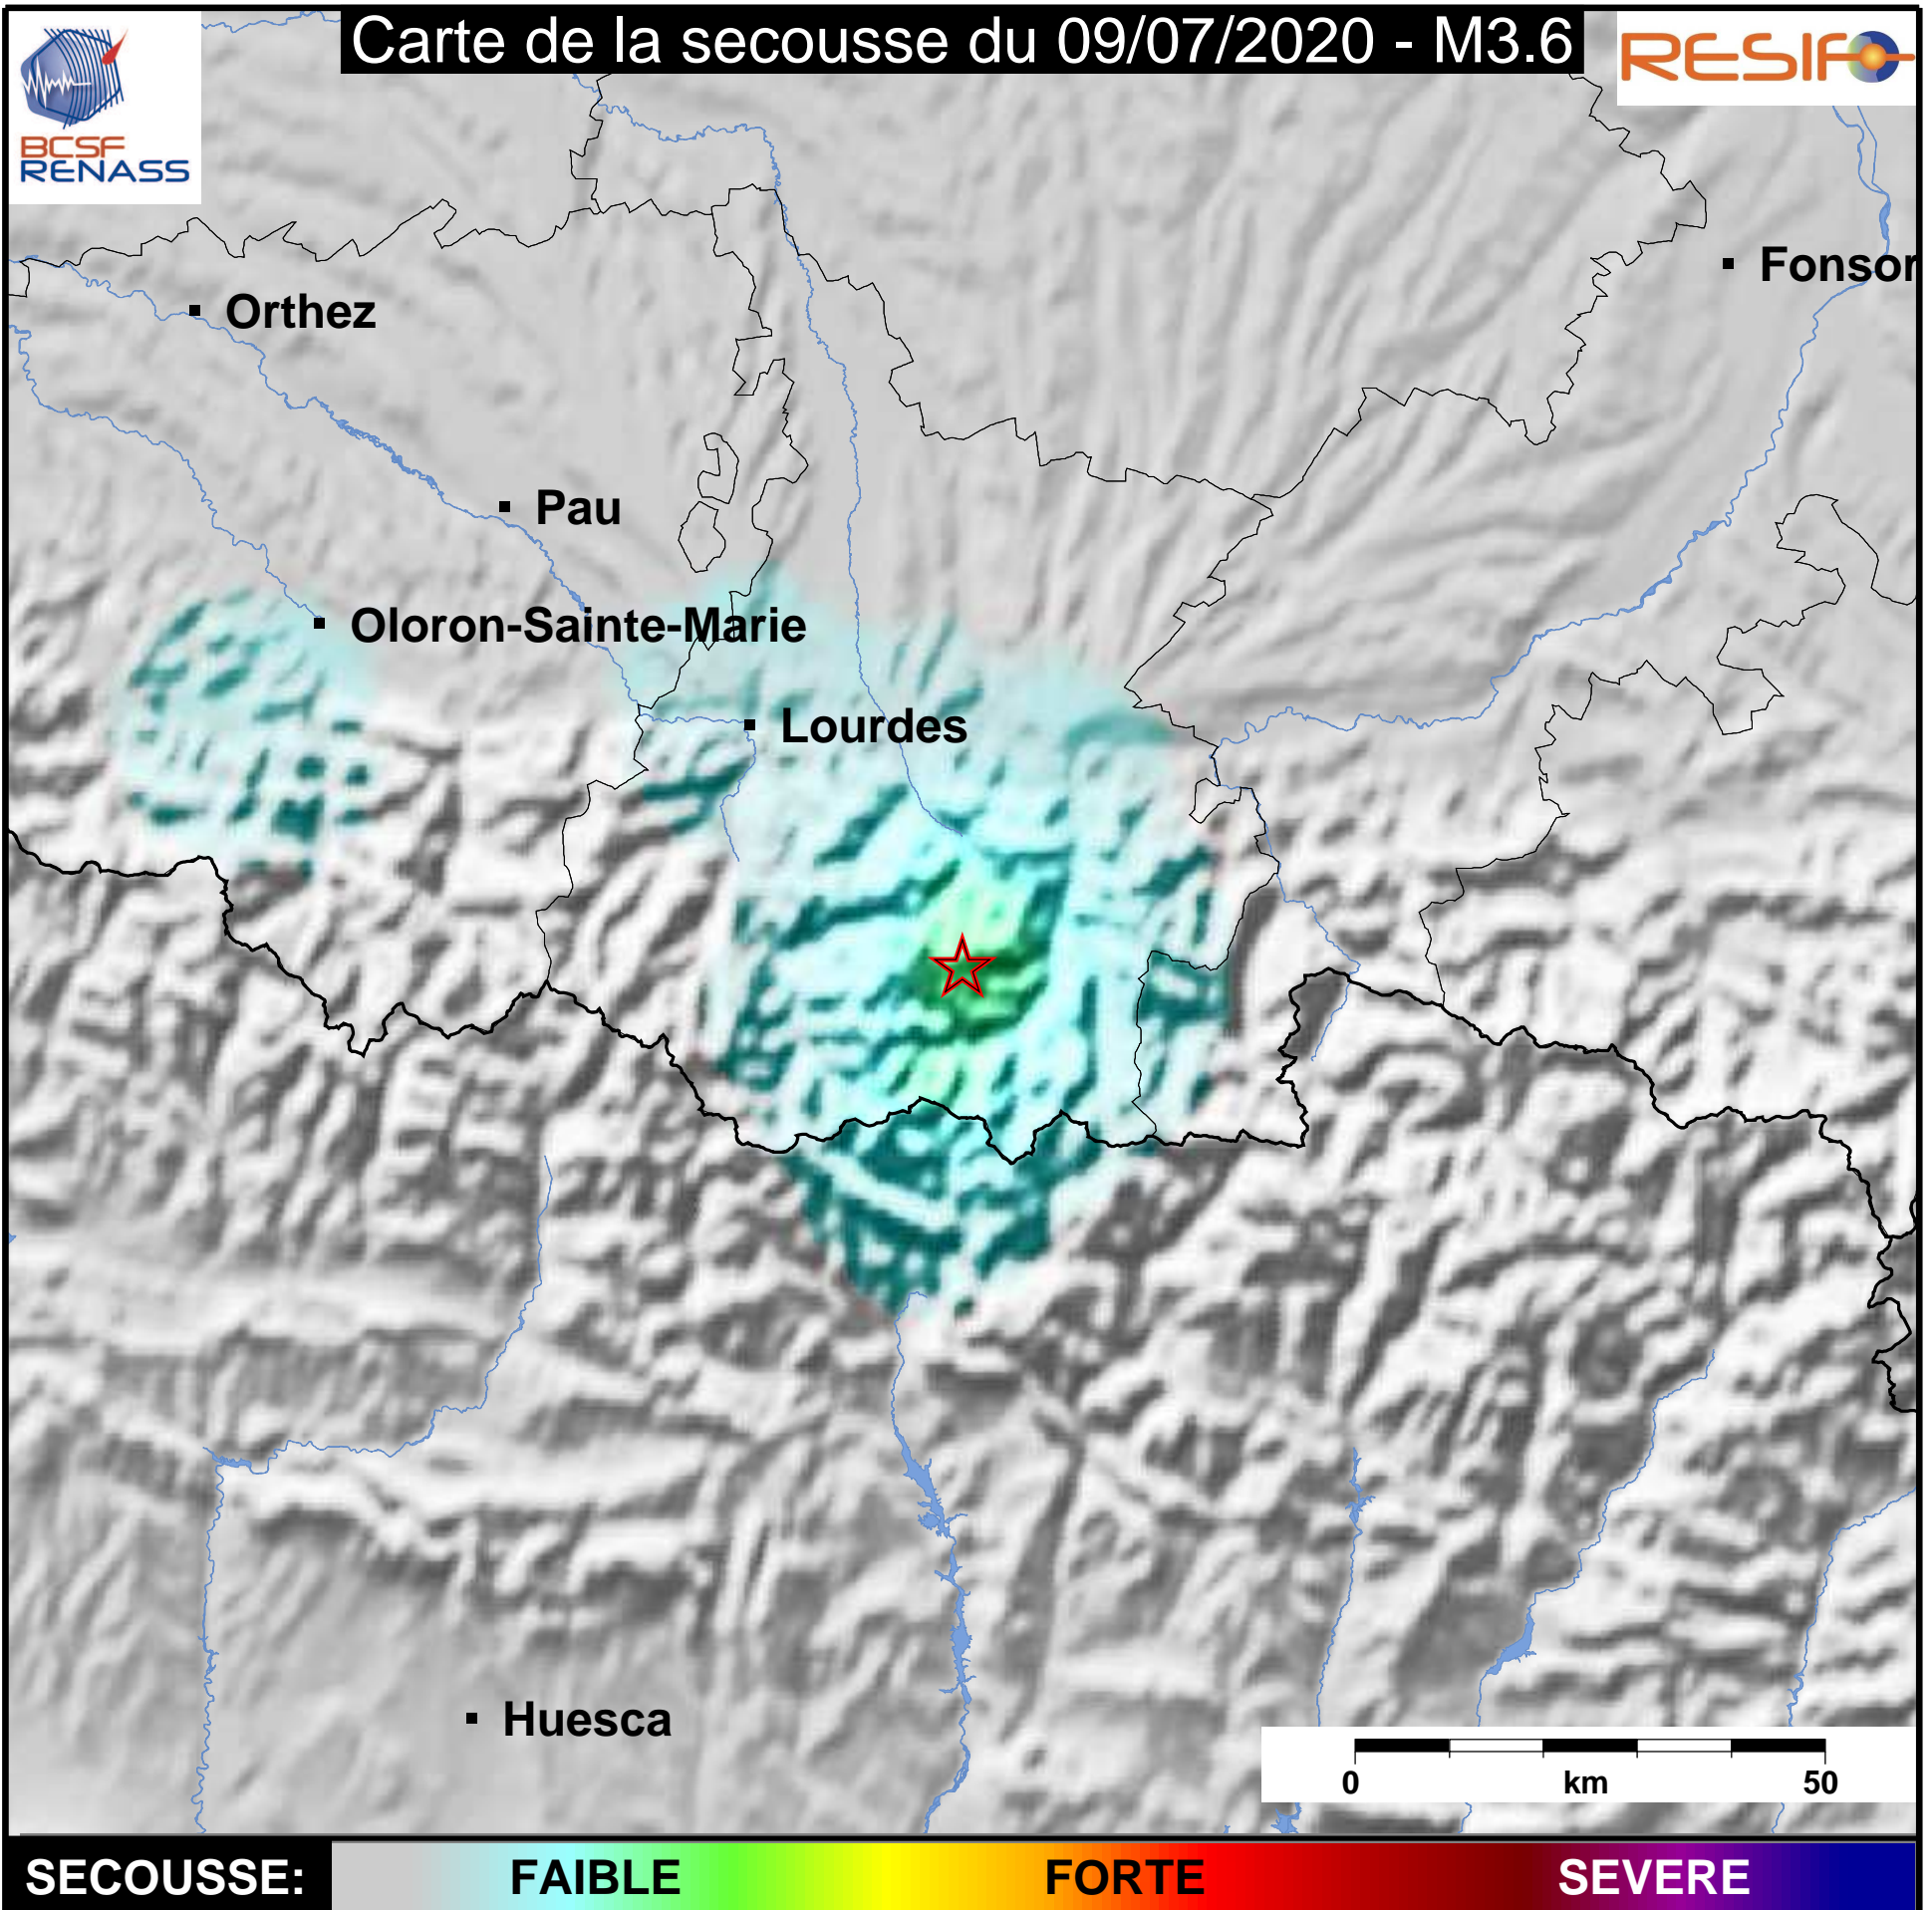 Carte de la secousse du 09/07/2020 - M3.6
BCSF
RENASS
RESIF
Fonsor
Orthez
Pau
Oloron-Sainte-Marie
Lourdes
Huesca
0 km 50
SECOUSSE: FAIBLE FORTE SEVERE